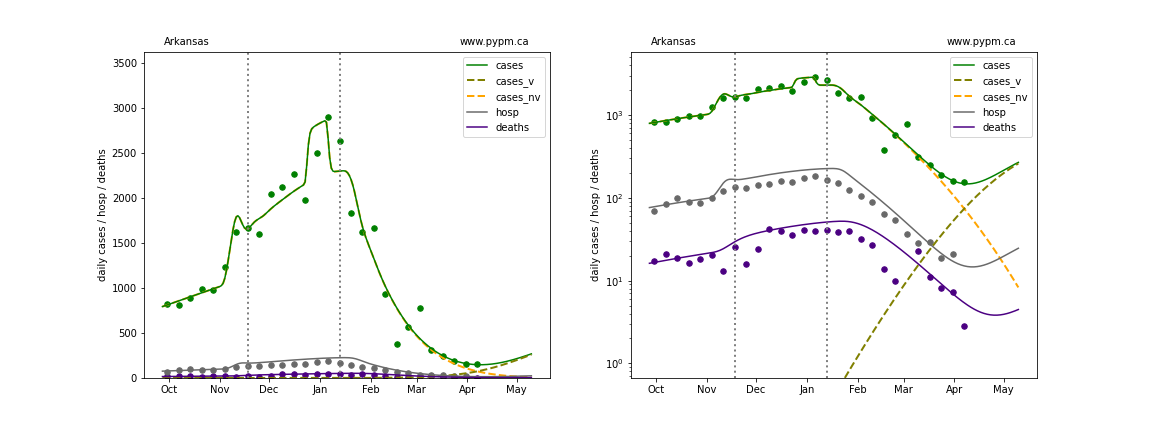 Arkansas
www.pypm.ca
daily cases / hosp / deaths
3500
3000
2500
2000
1500
1000
500
0
Oct Nov Dec Jan Feb Mar Apr May
cases
cases_v
cases_nv
hosp
deaths
Arkansas
www.pypm.ca
daily cases / hosp / deaths
10³
10²
10¹
10⁰
Oct Nov Dec Jan Feb Mar Apr May
cases
cases_v
cases_nv
hosp
deaths